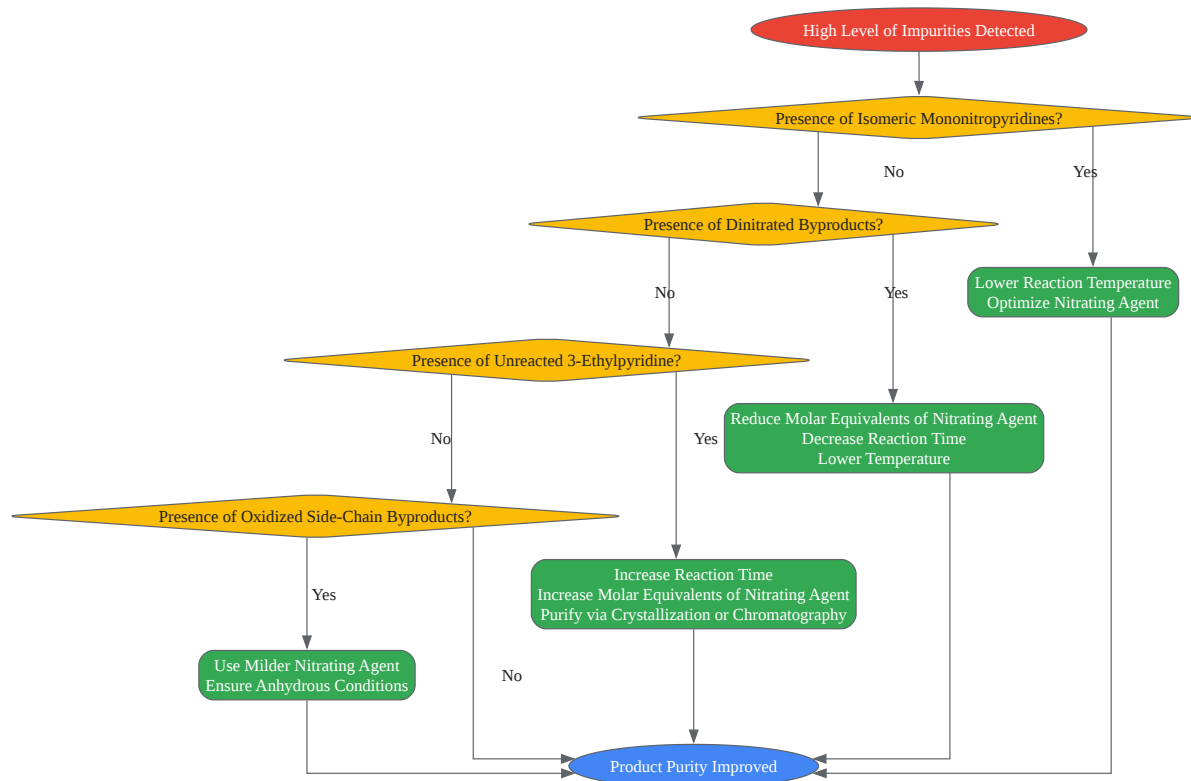 High Level of Impurities Detected
Presence of Isomeric Mononitropyridines?
No
Yes
Presence of Dinitrated Byproducts?
Lower Reaction Temperature
Optimize Nitrating Agent
No
Yes
Presence of Unreacted 3-Ethylpyridine?
Reduce Molar Equivalents of Nitrating Agent
Decrease Reaction Time
Lower Temperature
No
Yes
Presence of Oxidized Side-Chain Byproducts?
Increase Reaction Time
Increase Molar Equivalents of Nitrating Agent
Purify via Crystallization or Chromatography
Yes
Use Milder Nitrating Agent
Ensure Anhydrous Conditions
No
Product Purity Improved